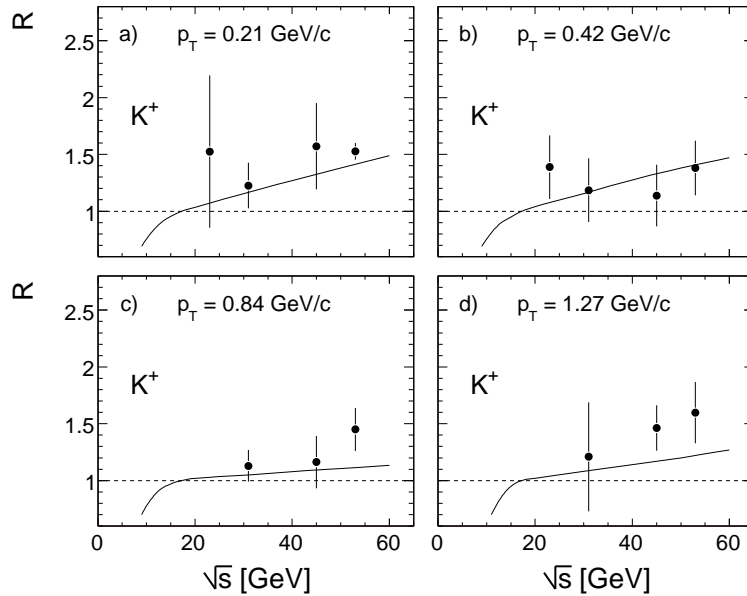 R
2.5
2
1.5
1
a) p_T = 0.21 GeV/c
K⁺
b) p_T = 0.42 GeV/c
K⁺
R
2.5
2
1.5
1
c) p_T = 0.84 GeV/c
K⁺
d) p_T = 1.27 GeV/c
K⁺
0 20 40 60
0 20 40 60
√s [GeV]
√s [GeV]